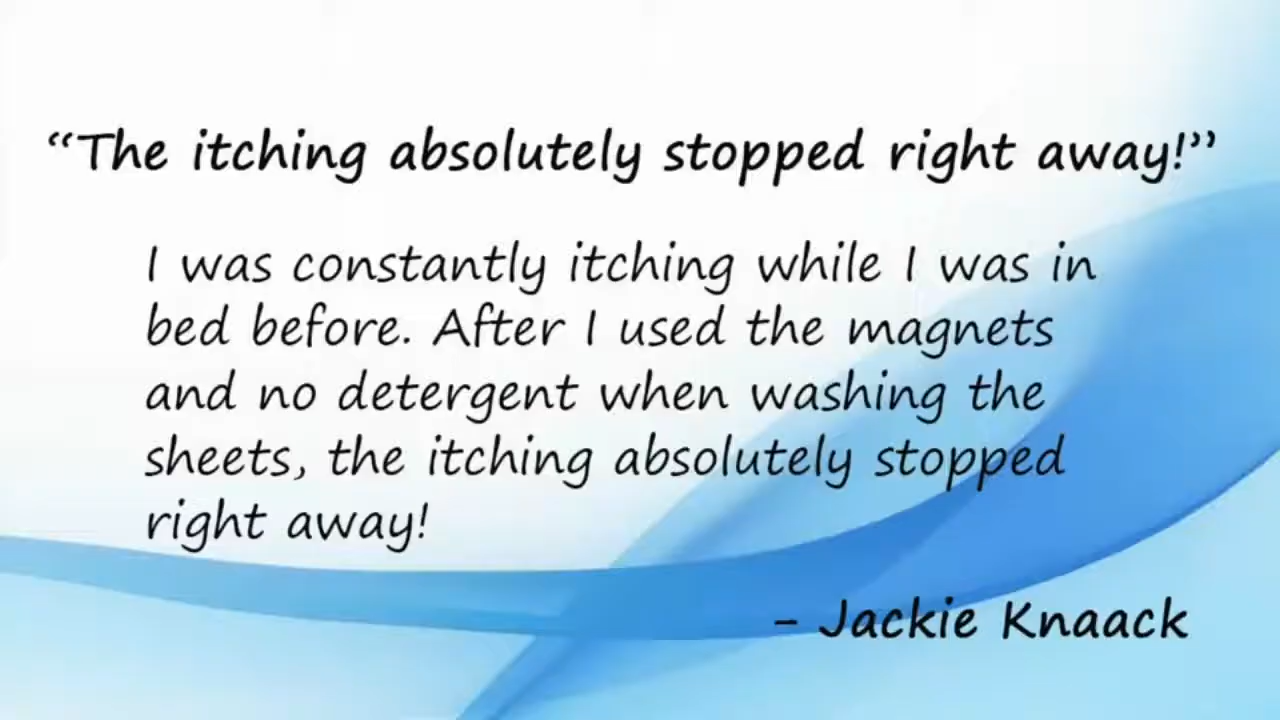 “The itching absolutely stopped right away!”
I was constantly itching while I was in
bed before. After I used the magnets
and no detergent when washing the
sheets, the itching absolutely stopped
right away!
– Jackie Knaack